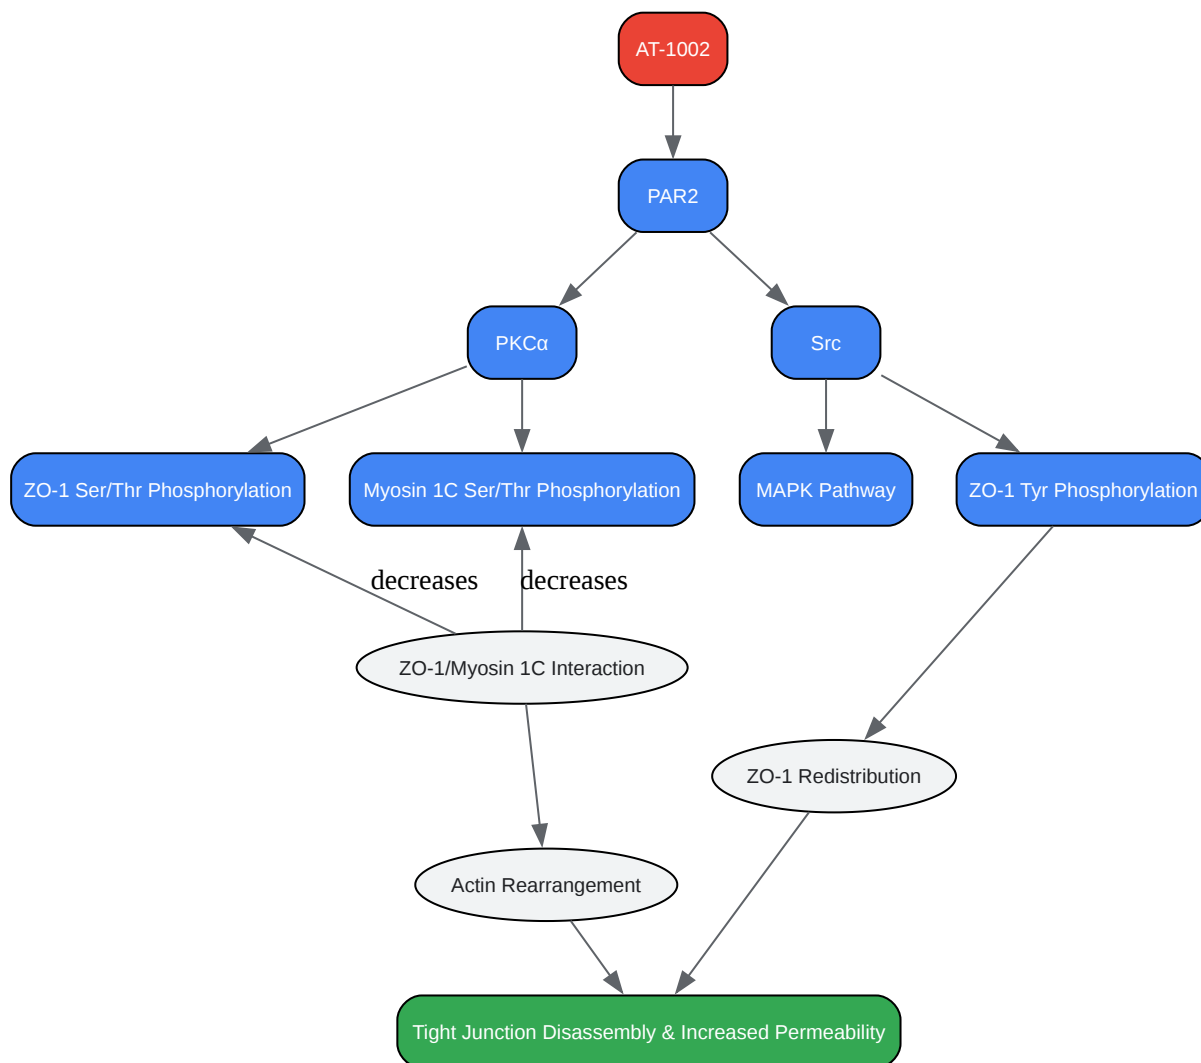 AT-1002
PAR2
PKCα
Src
ZO-1 Ser/Thr Phosphorylation
Myosin 1C Ser/Thr Phosphorylation
MAPK Pathway
ZO-1 Tyr Phosphorylation
decreases
decreases
ZO-1/Myosin 1C Interaction
ZO-1 Redistribution
Actin Rearrangement
Tight Junction Disassembly & Increased Permeability